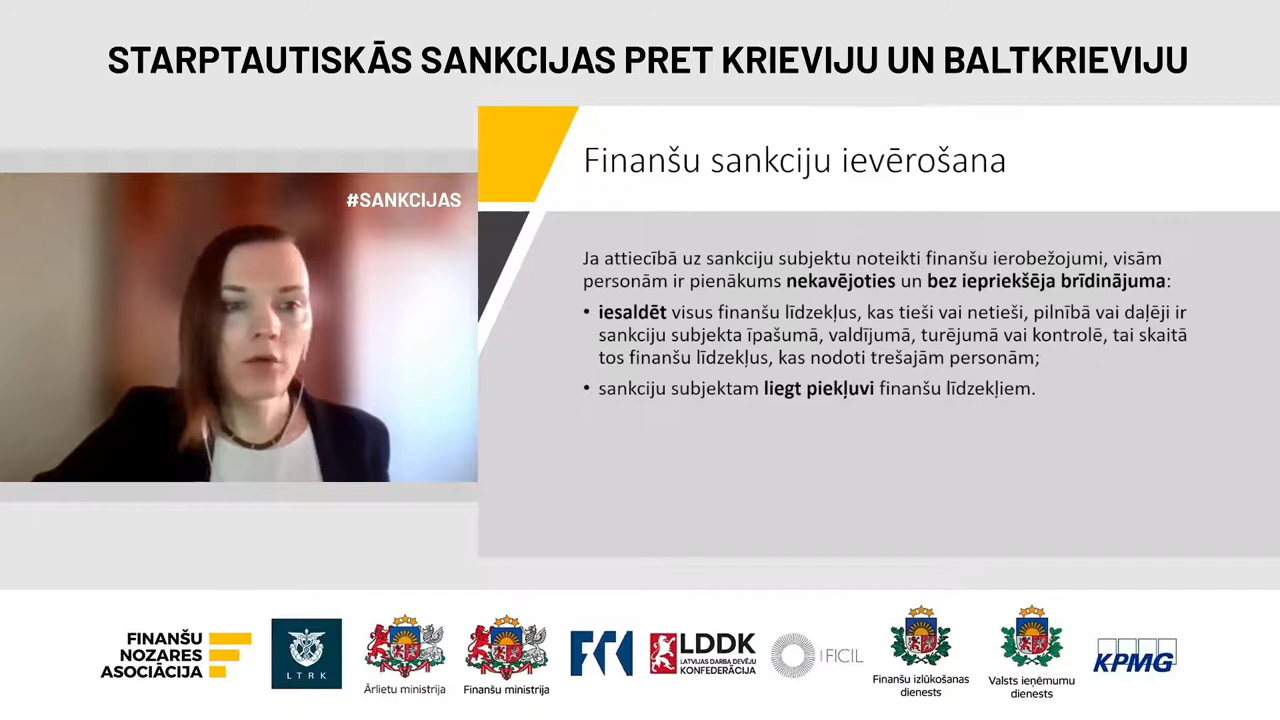 STARPTAUTISKĀS SANKCIJAS PRET KRIEVIJU UN BALTKRIEVIJU
#SANKCIJAS
Finanšu sankciju ievērošana
Ja attiecībā uz sankciju subjektu noteikti finanšu ierobežojumi, visām
personām ir pienākums nekavējoties un bez iepriekšēja brīdinājuma:
• iesaldēt visus finanšu līdzekļus, kas tieši vai netieši, pilnībā vai daļēji ir
sankciju subjekta īpašumā, valdījumā, turējumā vai kontrolē, tai skaitā
tos finanšu līdzekļus, kas nodoti trešajām personām;
• sankciju subjektam liegt piekļuvi finanšu līdzekļiem.
FINANŠU
NOZARES
ASOCIĀCIJA
LTRK
Ārlietu ministrija
Finanšu ministrija
LDDK
LATVIJAS DARBA DEVĒJU
KONFEDERĀCIJA
FICIL
Finanšu izlūkošanas
dienests
Valsts ieņēmumu
dienests
KPMG